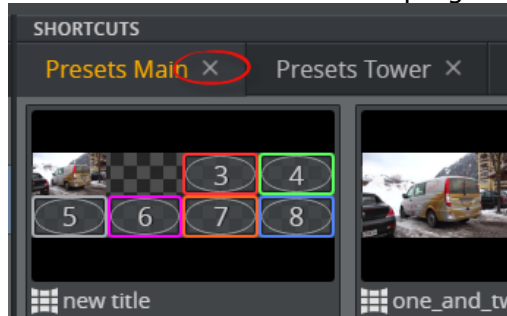 SHORTCUTS
Presets Main × Presets Tower ×
3 4
5 6 7 8
new title one_and_tw